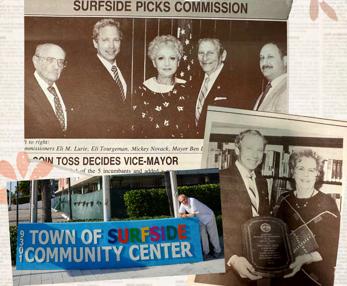 SURFSIDE PICKS COMMISSION
t to right:
mmissioners Eli M. Lurie, Eli Tourgeman, Mickey Novack, Mayor Ben
COIN TOSS DECIDES VICE-MAYOR
of the 5 incumbents and added a
9301
TOWN OF SURFSIDE
COMMUNITY CENTER